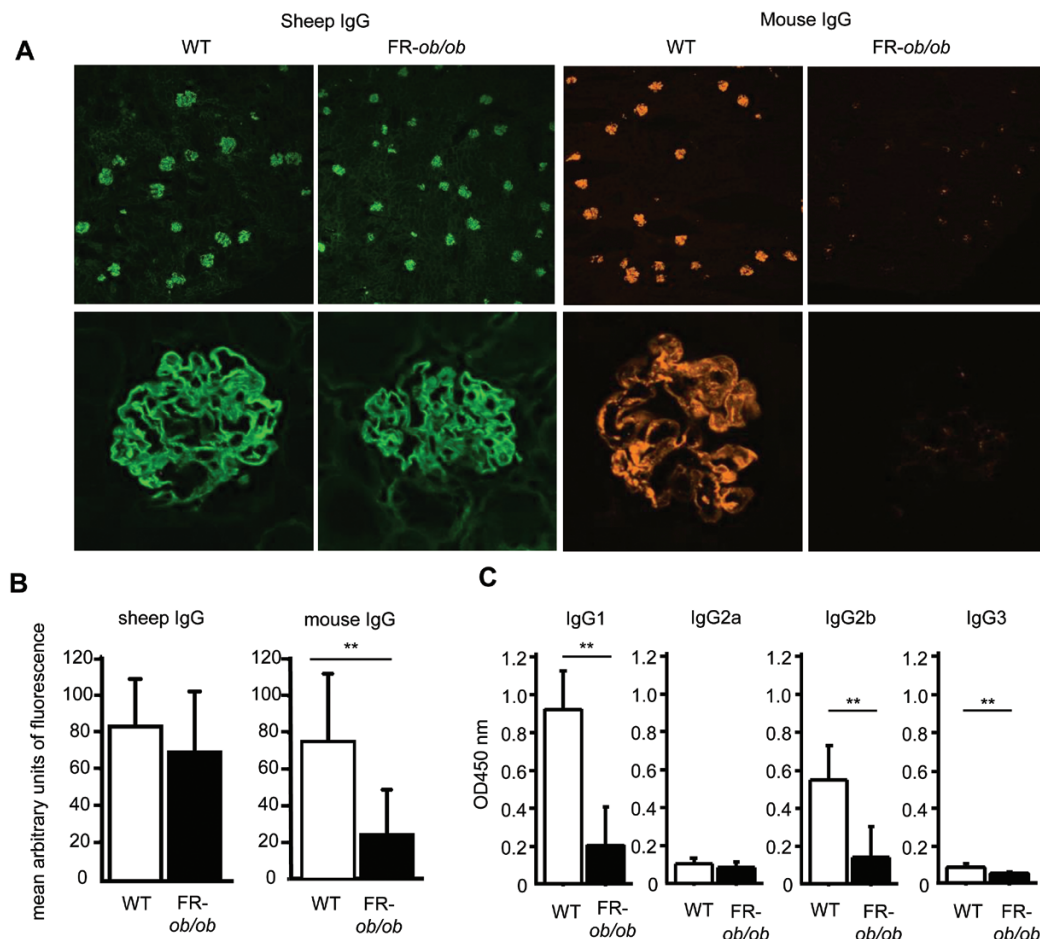 A
Sheep IgG
Mouse IgG
WT
FR-ob/ob
WT
FR-ob/ob
B
sheep IgG
mouse IgG
mean arbitrary units of fluorescence
120
100
80
60
40
20
0
WT
FR-
ob/ob
120
100
80
60
40
20
0
**
WT
FR-
ob/ob
C
IgG1
IgG2a
IgG2b
IgG3
OD450 nm
1.2
1.0
0.8
0.6
0.4
0.2
0
**
WT
FR-
ob/ob
1.2
1.0
0.8
0.6
0.4
0.2
0
WT
FR-
ob/ob
1.2
1.0
0.8
0.6
0.4
0.2
0
**
WT
FR-
ob/ob
1.2
1.0
0.8
0.6
0.4
0.2
0
**
WT
FR-
ob/ob